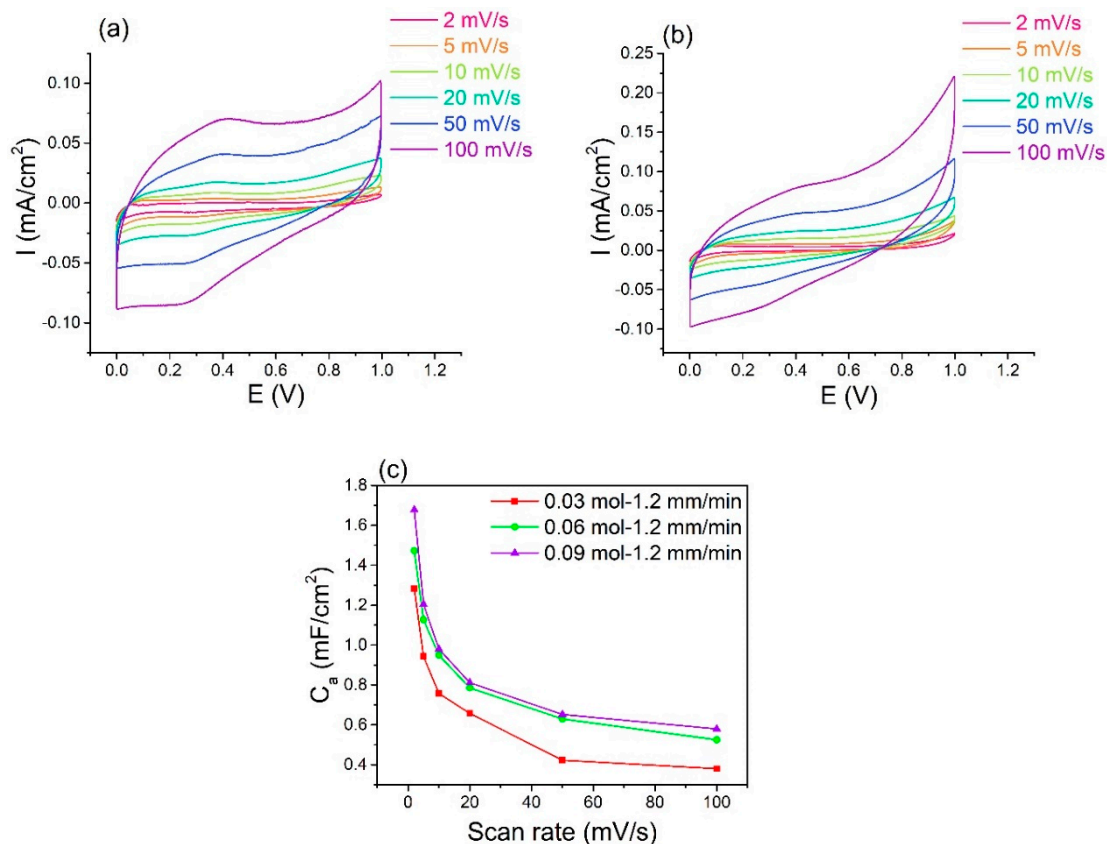 (a)
2 mV/s
5 mV/s
10 mV/s
20 mV/s
50 mV/s
100 mV/s
I (mA/cm²)
0.10
0.05
0.00
-0.05
-0.10
0.0 0.2 0.4 0.6 0.8 1.0 1.2
E (V)
(b)
2 mV/s
5 mV/s
10 mV/s
20 mV/s
50 mV/s
100 mV/s
I (mA/cm²)
0.25
0.20
0.15
0.10
0.05
0.00
-0.05
-0.10
0.0 0.2 0.4 0.6 0.8 1.0 1.2
E (V)
(c)
0.03 mol-1.2 mm/min
0.06 mol-1.2 mm/min
0.09 mol-1.2 mm/min
Cₐ (mF/cm²)
1.8
1.6
1.4
1.2
1.0
0.8
0.6
0.4
0 20 40 60 80 100
Scan rate (mV/s)